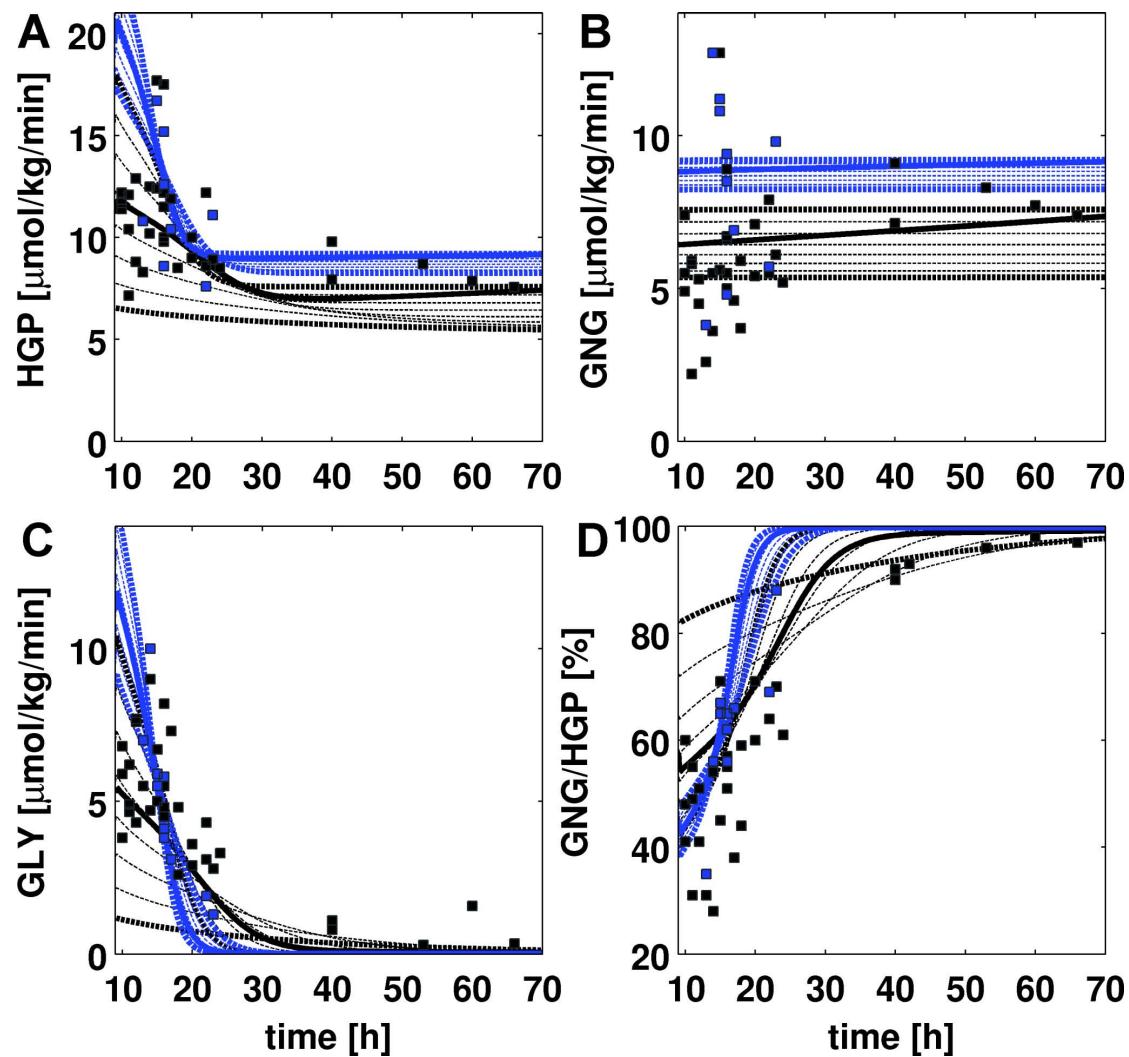 A
HGP [μmol/kg/min]
20
15
10
5
0
10 20 30 40 50 60 70
B
GNG [μmol/kg/min]
10
5
0
10 20 30 40 50 60 70
C
GLY [μmol/kg/min]
10
5
0
10 20 30 40 50 60 70
time [h]
D
GNG/HGP [%]
100
80
60
40
20
10 20 30 40 50 60 70
time [h]